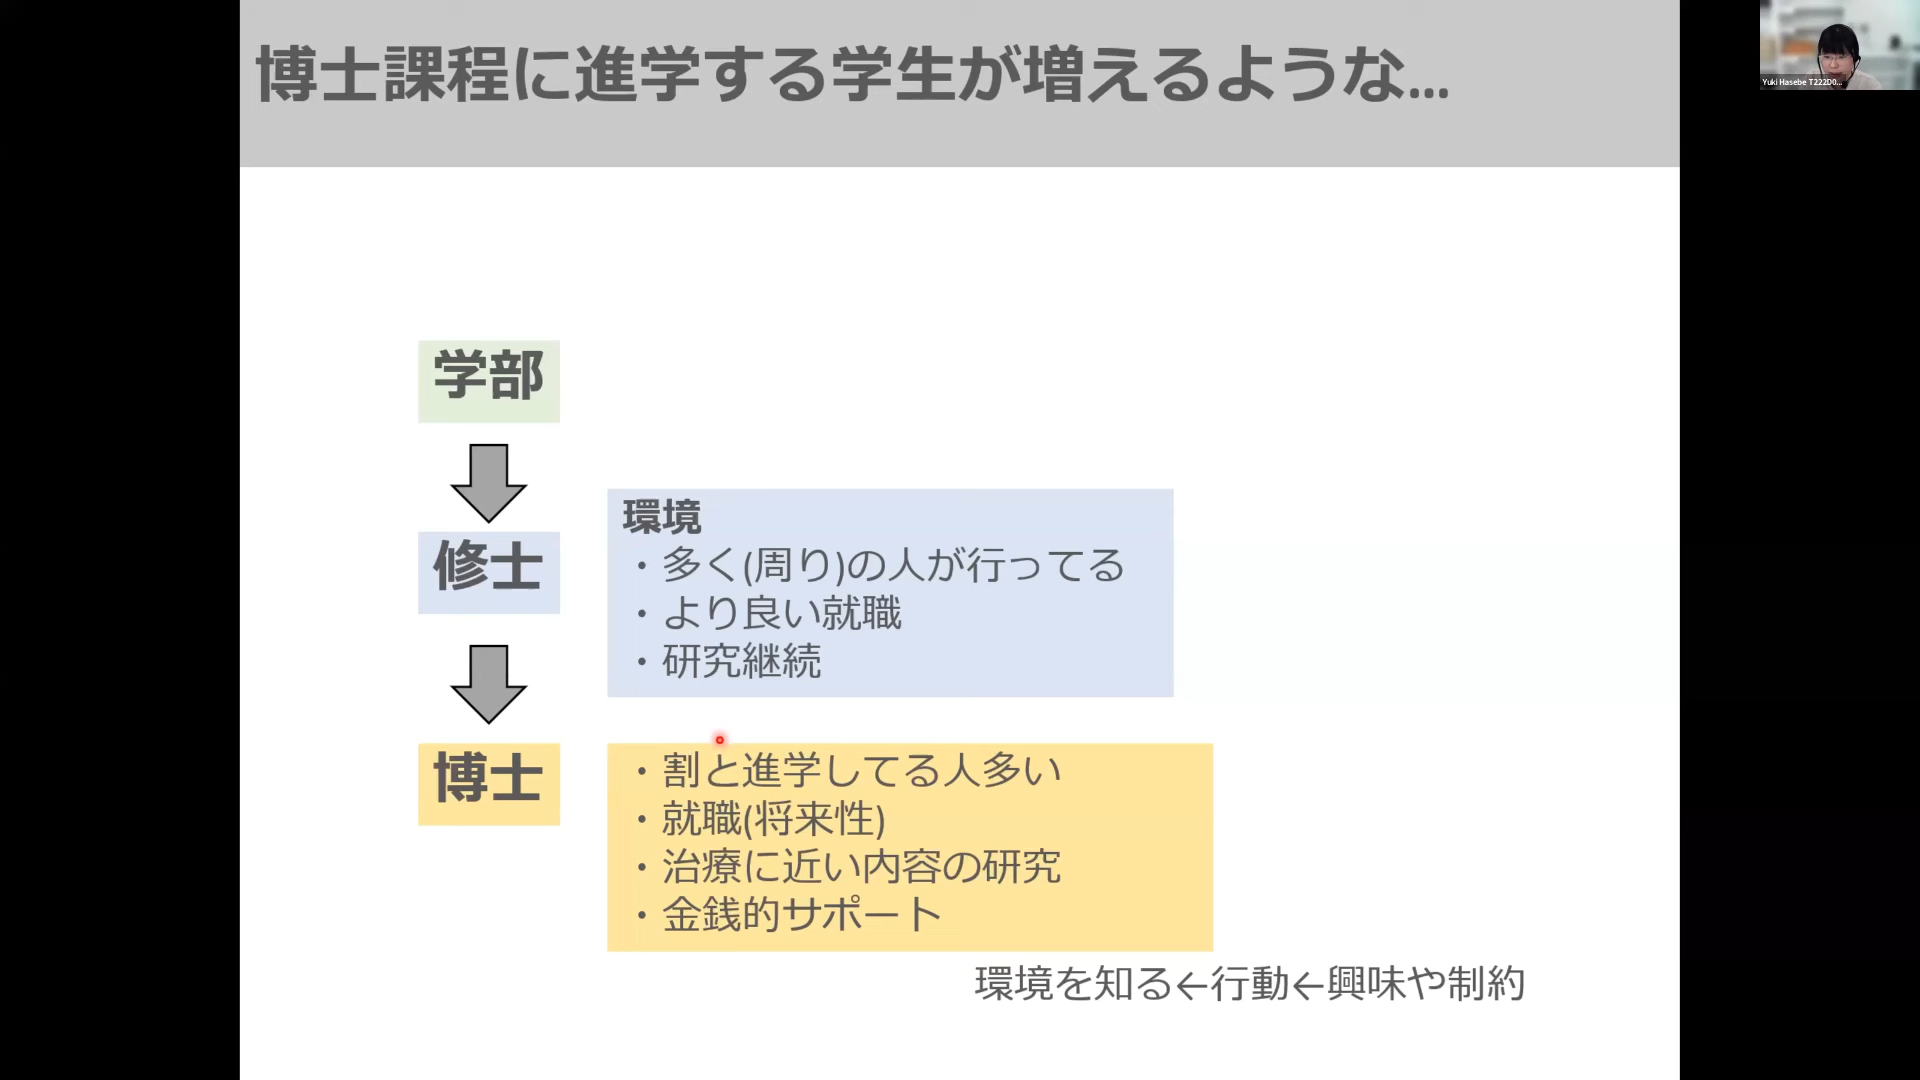 博士課程に進学する学生が増えるような...
Yuki Hasebe T222D0...
学部
修士
環境
・多く(周り)の人が行ってる
・より良い就職
・研究継続
博士
・割と進学してる人多い
・就職(将来性)
・治療に近い内容の研究
・金銭的サポート
環境を知る←行動←興味や制約